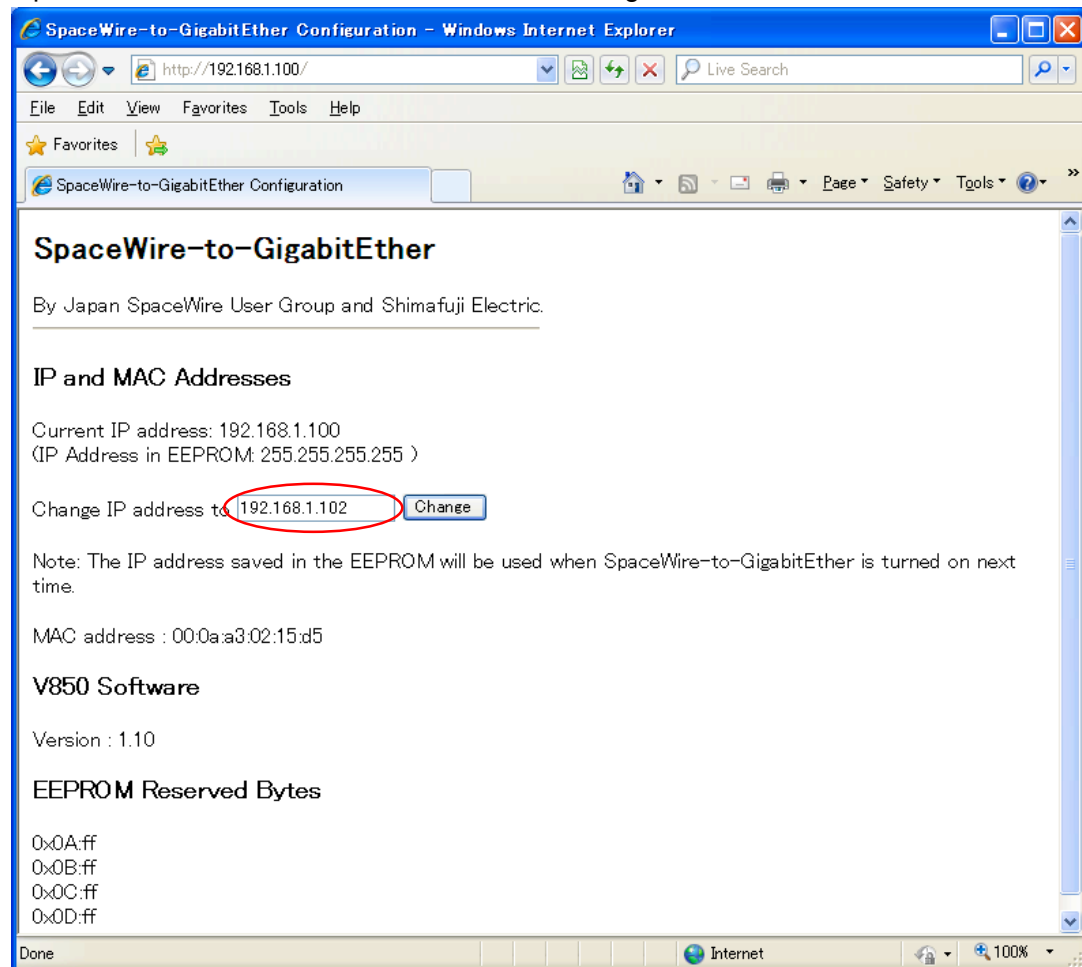 SpaceWire-to-GigabitEther Configuration - Windows Internet Explorer
http://192.168.1.100/
Live Search
File Edit View Favorites Tools Help
Favorites
SpaceWire-to-GigabitEther Configuration
Page Safety Tools »
SpaceWire-to-GigabitEther
By Japan SpaceWire User Group and Shimafuji Electric.
IP and MAC Addresses
Current IP address: 192.168.1.100
(IP Address in EEPROM: 255.255.255.255 )
Change IP address to 192.168.1.102 Change
Note: The IP address saved in the EEPROM will be used when SpaceWire-to-GigabitEther is turned on next
time.
MAC address : 00:0a:a3:02:15:d5
V850 Software
Version : 1.10
EEPROM Reserved Bytes
0x0A:ff
0x0B:ff
0x0C:ff
0x0D:ff
Done Internet 100%